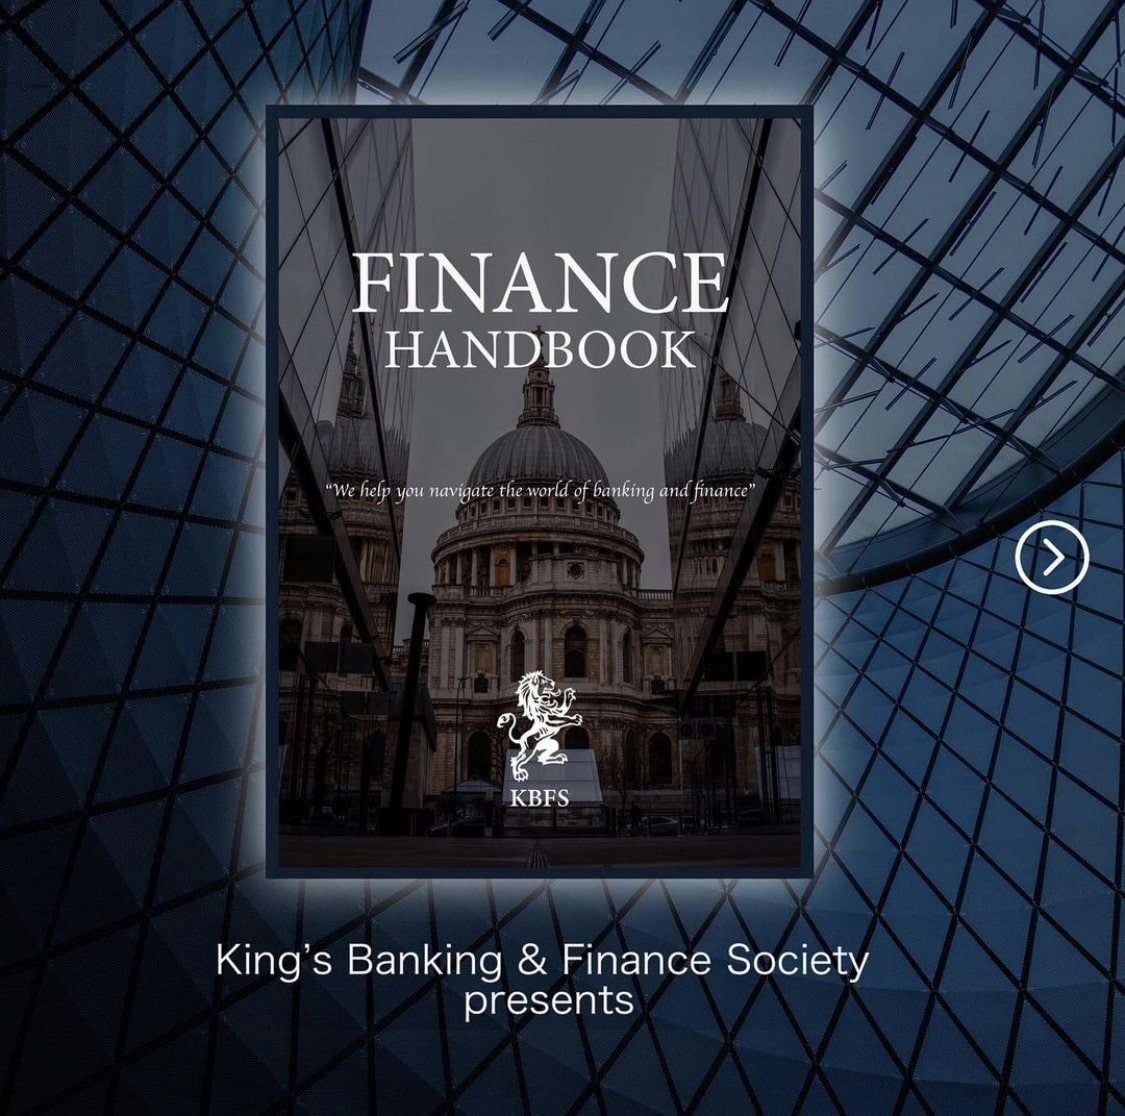 FINANCE
HANDBOOK
“We help you navigate the world of banking and finance”
KBFS
King’s Banking & Finance Society
presents